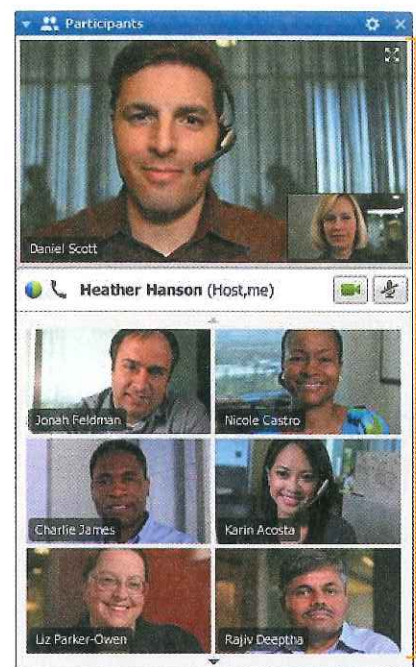 Participants
Daniel Scott
Heather Hanson (Host,me)
Jonah Feldman
Nicole Castro
Charlie James
Karin Acosta
Liz Parker-Owen
Rajiv Deeptha